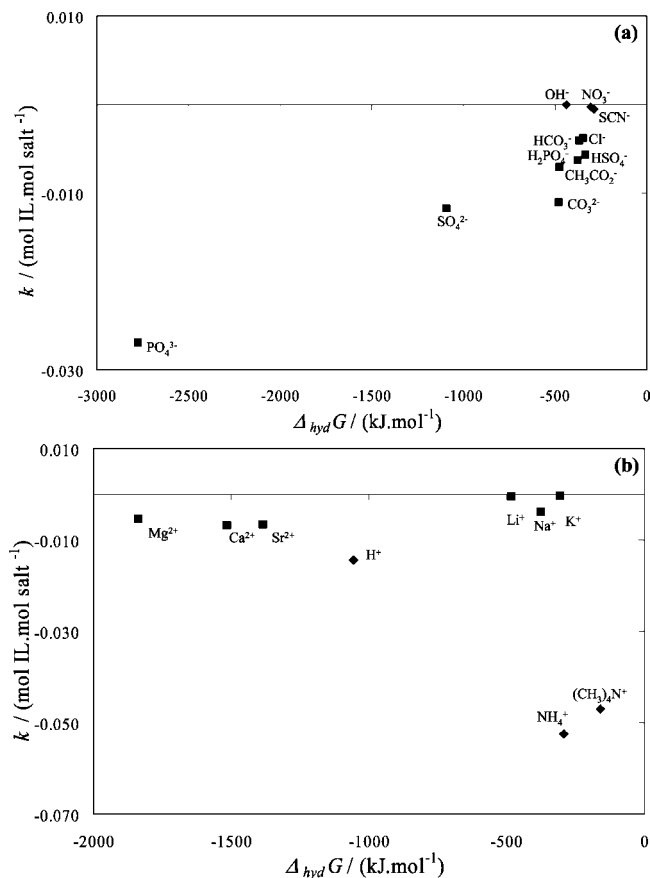 (a)
0.010
-0.010
-0.030
k / (mol IL.mol salt ⁻¹)
OH⁻ NO₃⁻
SCN⁻
HCO₃⁻ Cl⁻
H₂PO₄⁻ HSO₄⁻
CH₃CO₂⁻
CO₃²⁻
SO₄²⁻
PO₄³⁻
-3000 -2500 -2000 -1500 -1000 -500 0
Δ hyd G / (kJ.mol⁻¹)
(b)
0.010
-0.010
-0.030
-0.050
-0.070
k / (mol IL.mol salt ⁻¹)
Mg²⁺ Ca²⁺ Sr²⁺ H⁺ Li⁺ Na⁺ K⁺
(CH₃)₄N⁺
NH₄⁺
-2000 -1500 -1000 -500 0
Δ hyd G / (kJ.mol⁻¹)